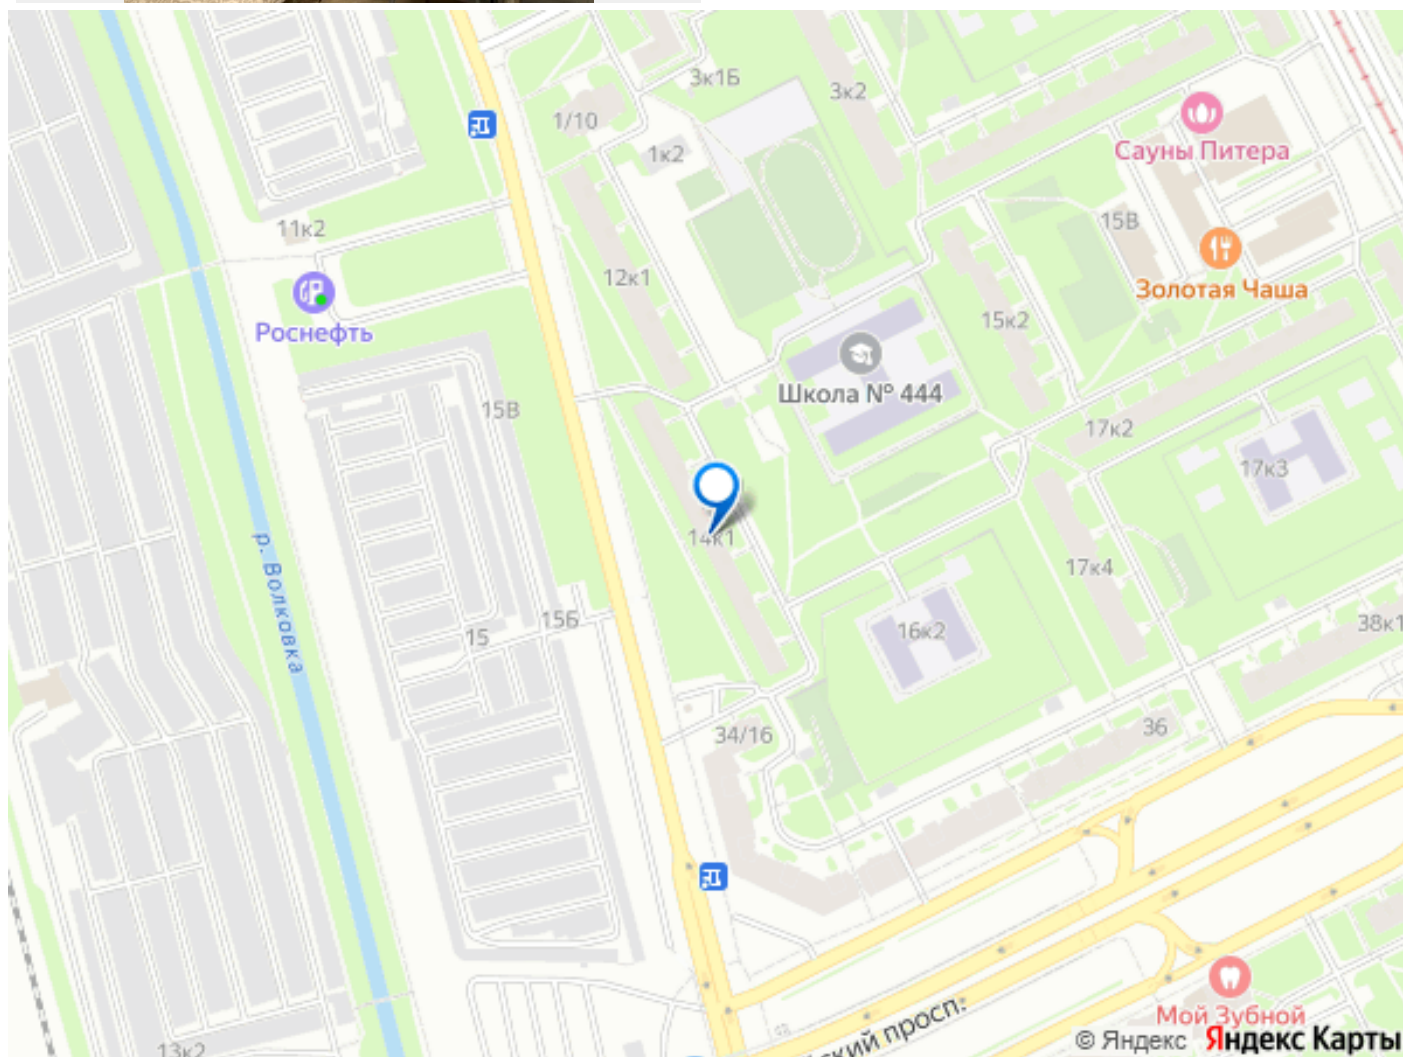 3к1Б
3к2
1/10
1к2
Сауны Питера
11к2
15В
12к1
Золотая Чаша
Роснефть
15к2
Школа № 444
15В
17к2
17к3
14к1
р. Волковка
17к4
15Б
15
16к2
38к1
34/16
36
ский просп.
Мой Зубной
13к2
© Яндекс Яндекс Карты